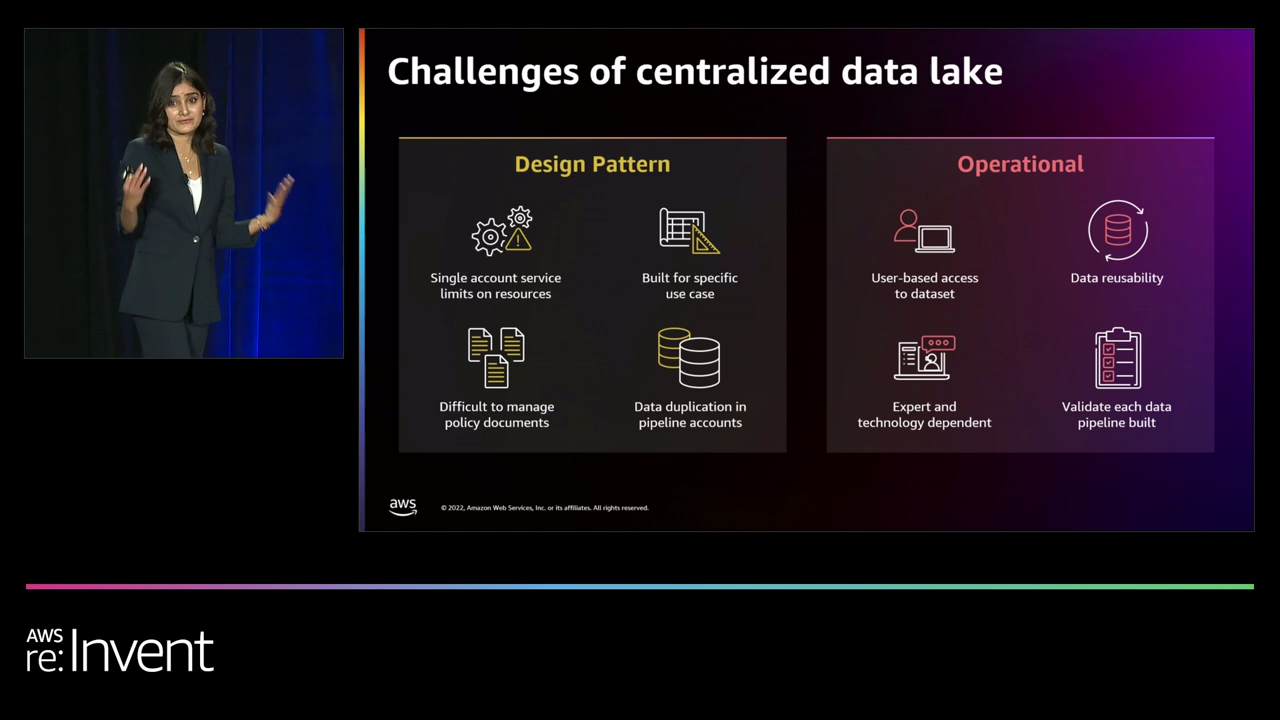 Challenges of centralized data lake
Design Pattern
Single account service
limits on resources
Built for specific
use case
Difficult to manage
policy documents
Data duplication in
pipeline accounts
Operational
User-based access
to dataset
Data reusability
Expert and
technology dependent
Validate each data
pipeline built
aws
© 2022, Amazon Web Services, Inc. or its affiliates. All rights reserved.
AWS
re:Invent